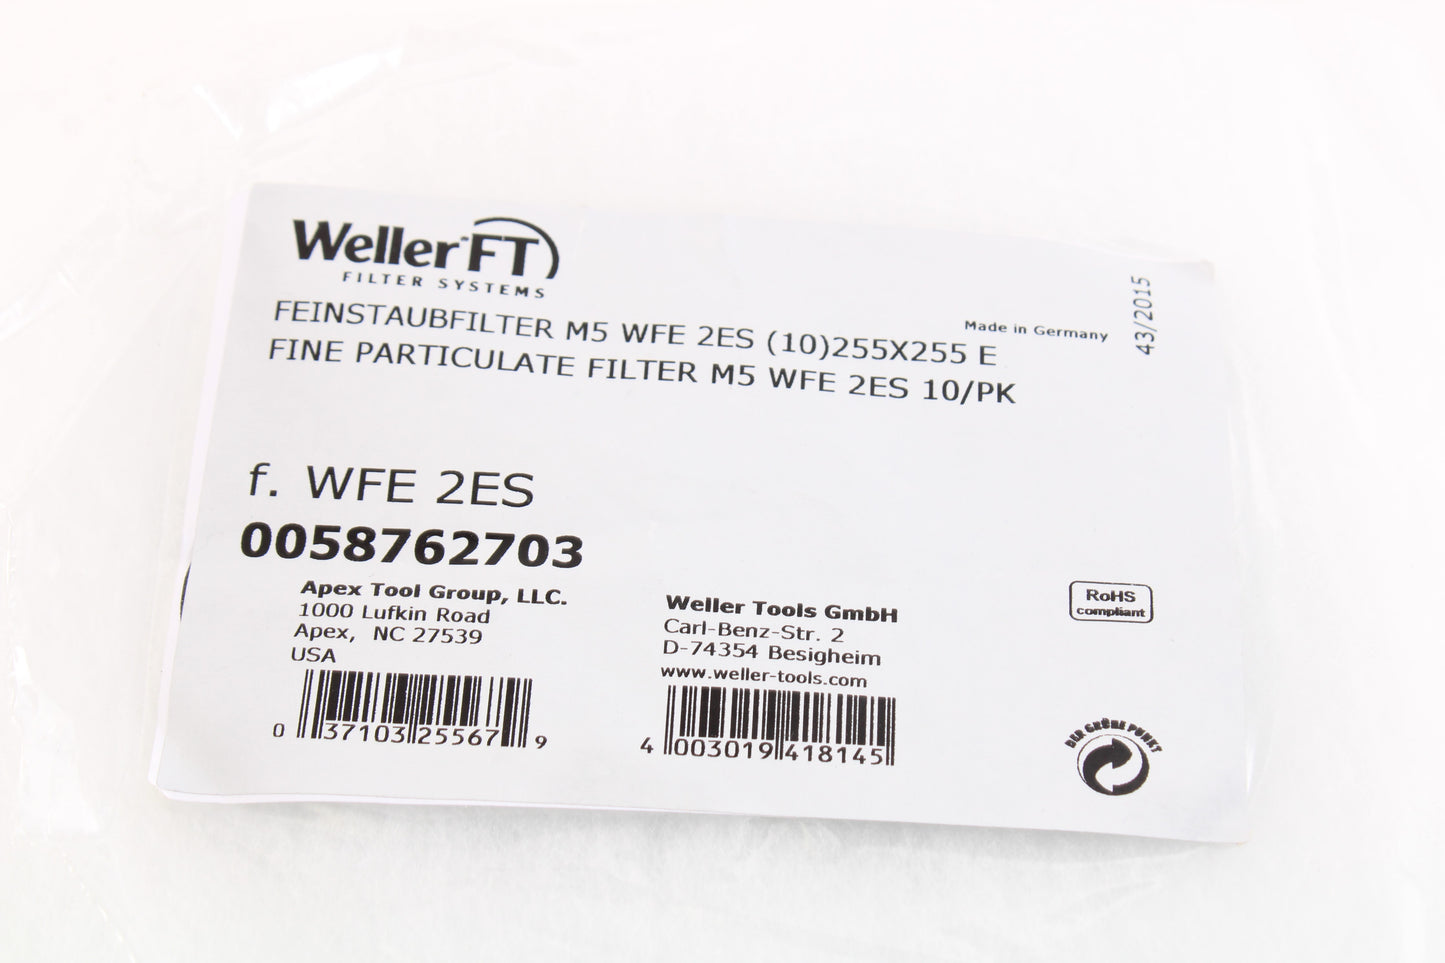 Weller FT
FILTER SYSTEMS
FEINSTAUBFILTER M5 WFE 2ES (10)255X255 E
FINE PARTICULATE FILTER M5 WFE 2ES 10/PK
Made in Germany
43/2015
f. WFE 2ES
0058762703
Apex Tool Group, LLC.
1000 Lufkin Road
Apex, NC 27539
USA
0 37103 25567 9
Weller Tools GmbH
Carl-Benz-Str. 2
D-74354 Besigheim
www.weller-tools.com
4 003019 418145
RoHS
compliant
DER GRÜNE PUNKT